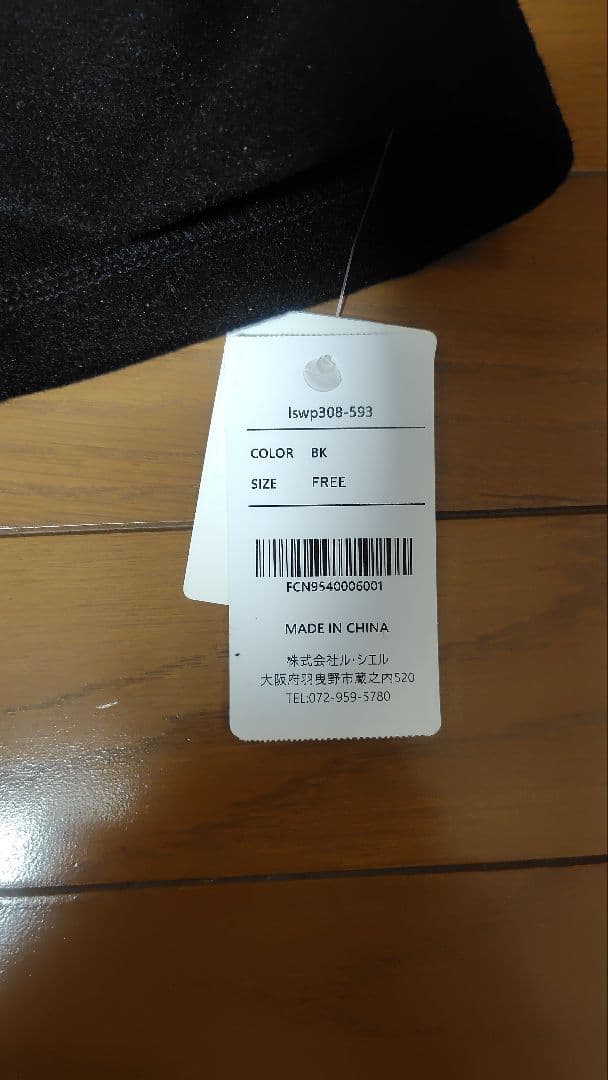 lswp308-593
COLOR BK
SIZE FREE
FCN9540006001
MADE IN CHINA
株式会社ル・シエル
大阪府羽曳野市蔵之内520
TEL:072-959-5780